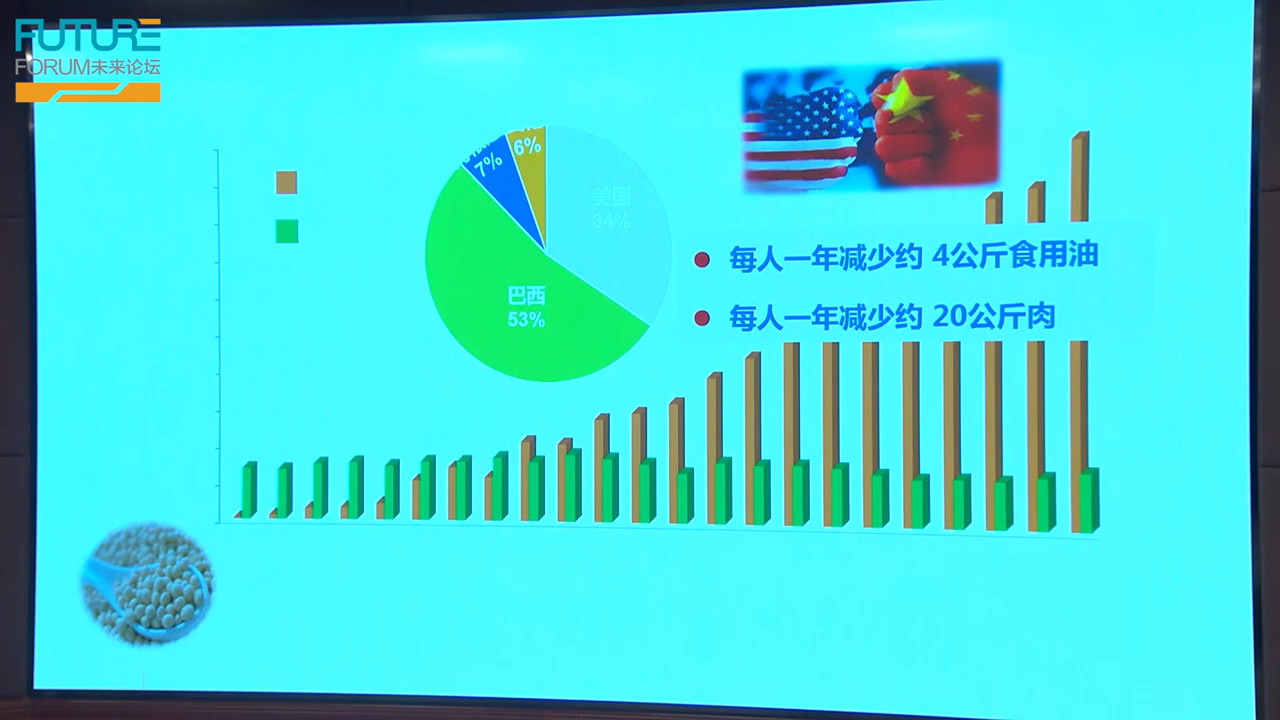 FUTURE
FORUM未来论坛
6%
7%
美国
34%
巴西
53%
每人一年减少约 4公斤食用油
每人一年减少约 20公斤肉